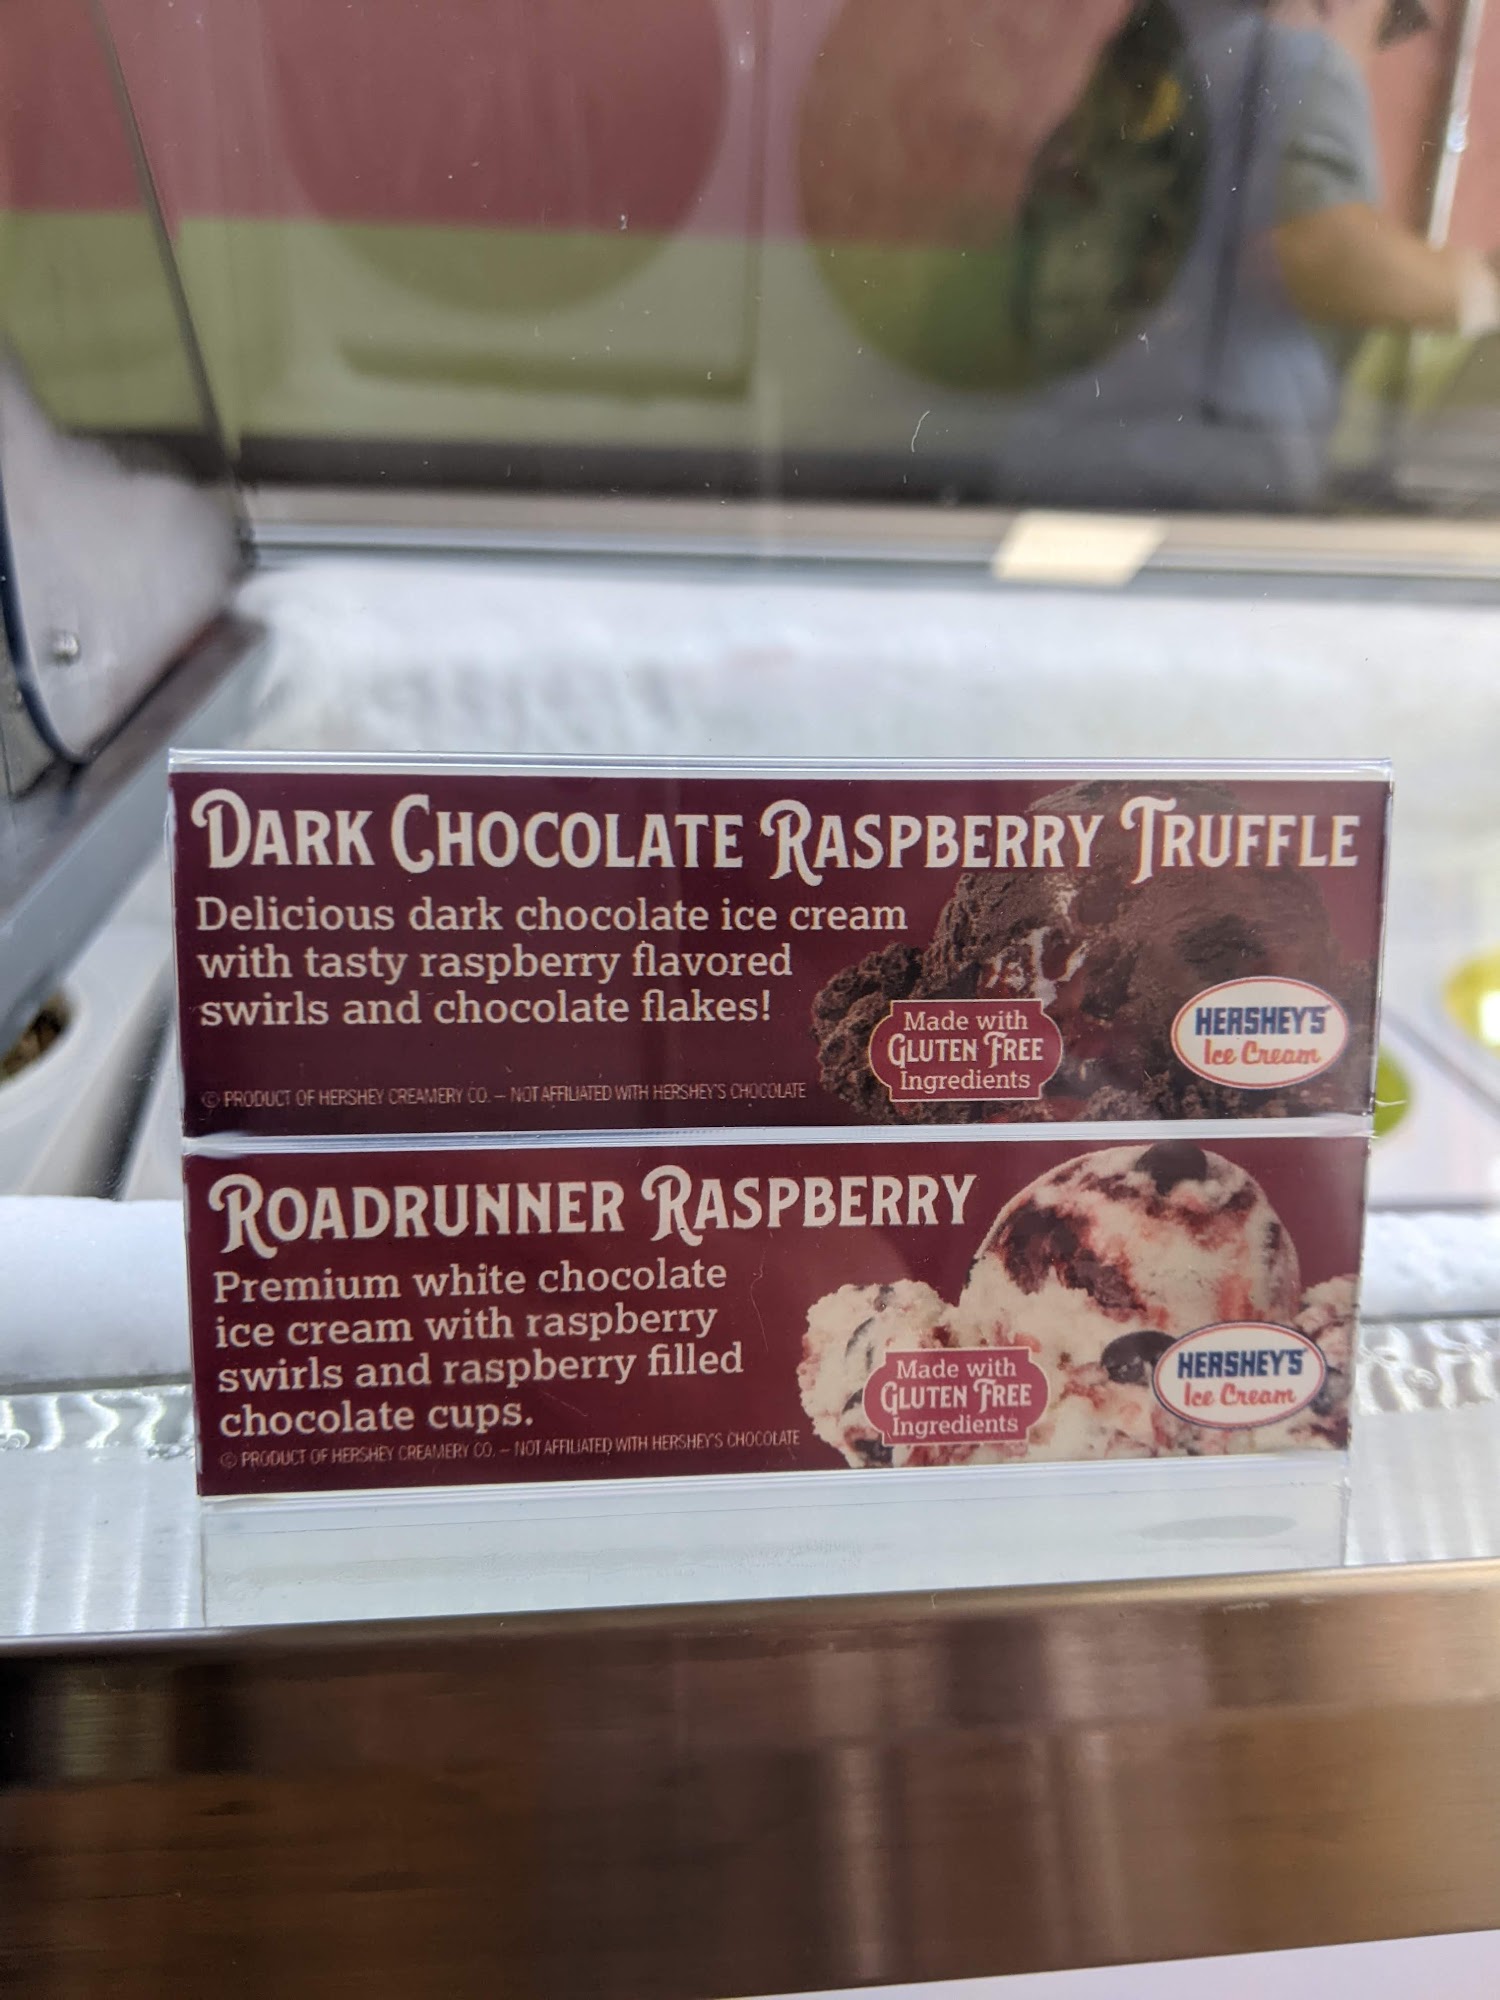 DARK CHOCOLATE RASPBERRY TRUFFLE
Delicious dark chocolate ice cream
with tasty raspberry flavored
swirls and chocolate flakes!
Made with
GLUTEN FREE
Ingredients
HERSHEY'S
Ice Cream
© PRODUCT OF HERSHEY CREAMERY CO. – NOT AFFILIATED WITH HERSHEY'S CHOCOLATE
ROADRUNNER RASPBERRY
Premium white chocolate
ice cream with raspberry
swirls and raspberry filled
chocolate cups.
Made with
GLUTEN FREE
Ingredients
HERSHEY'S
Ice Cream
© PRODUCT OF HERSHEY CREAMERY CO. – NOT AFFILIATED WITH HERSHEY'S CHOCOLATE